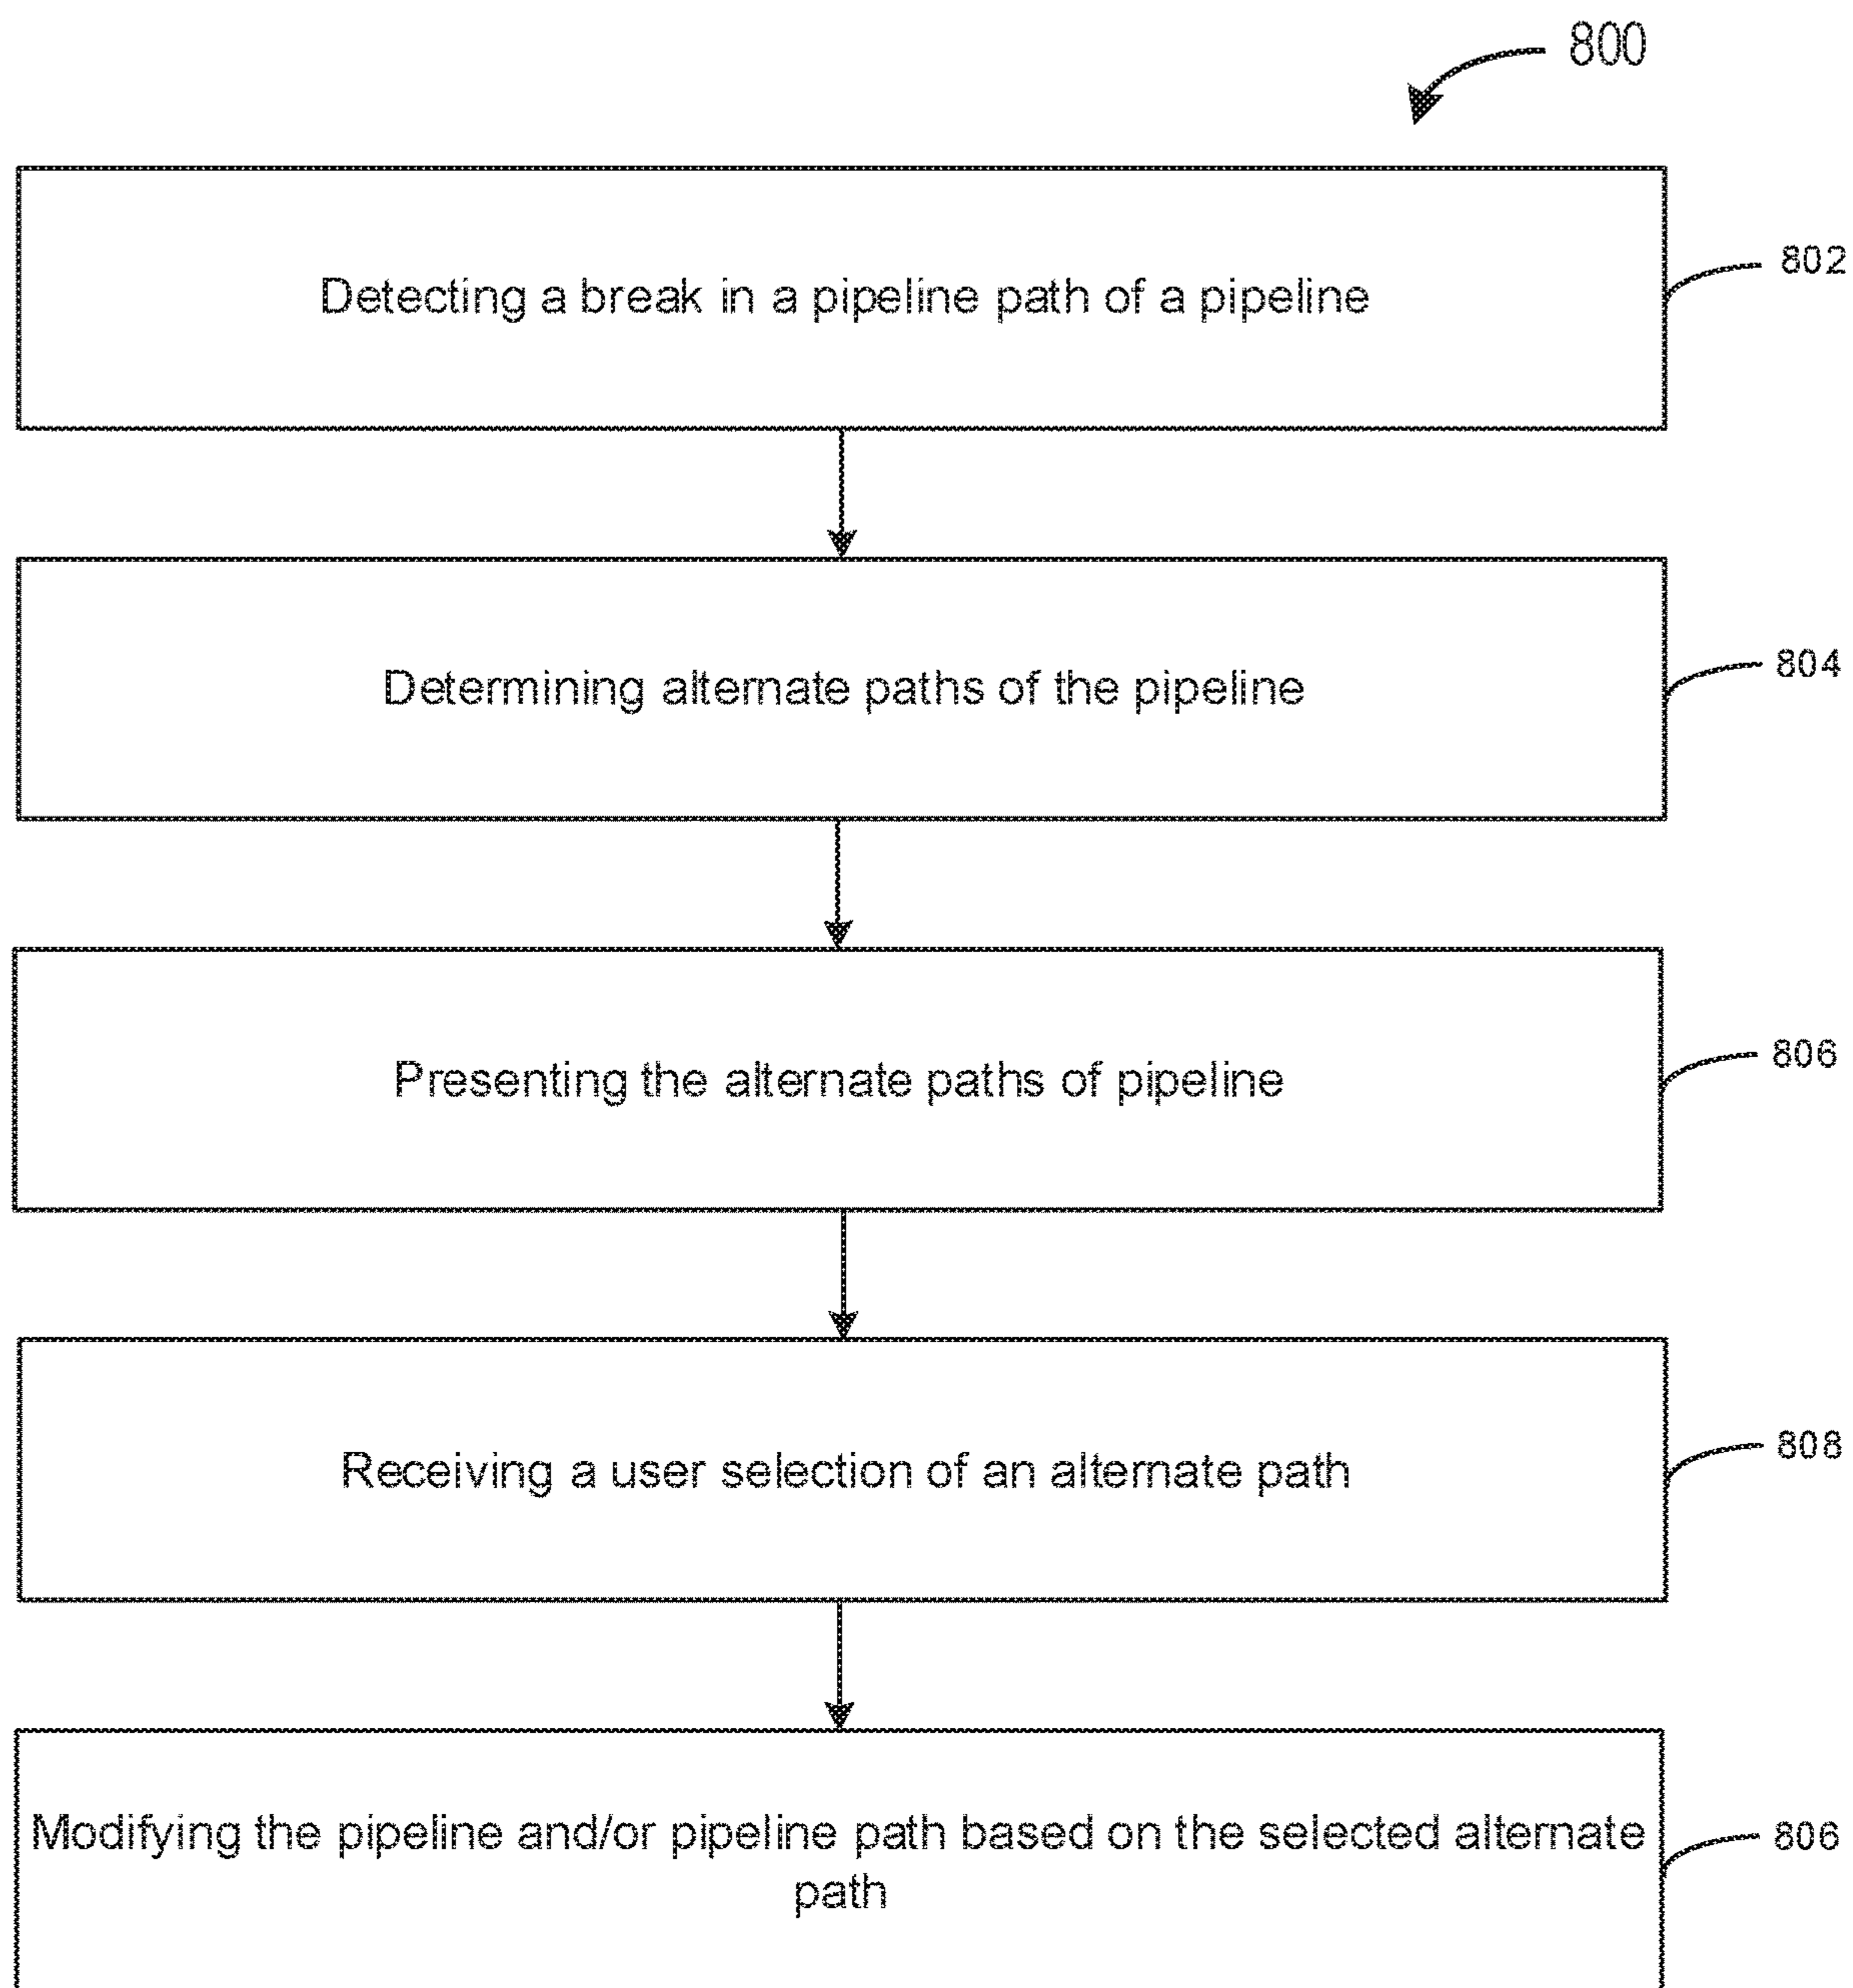 800
Detecting a break in a pipeline path of a pipeline
802
Determining alternate paths of the pipeline
804
Presenting the alternate paths of pipeline
806
Receiving a user selection of an alternate path
808
Modifying the pipeline and/or pipeline path based on the selected alternate
path
806